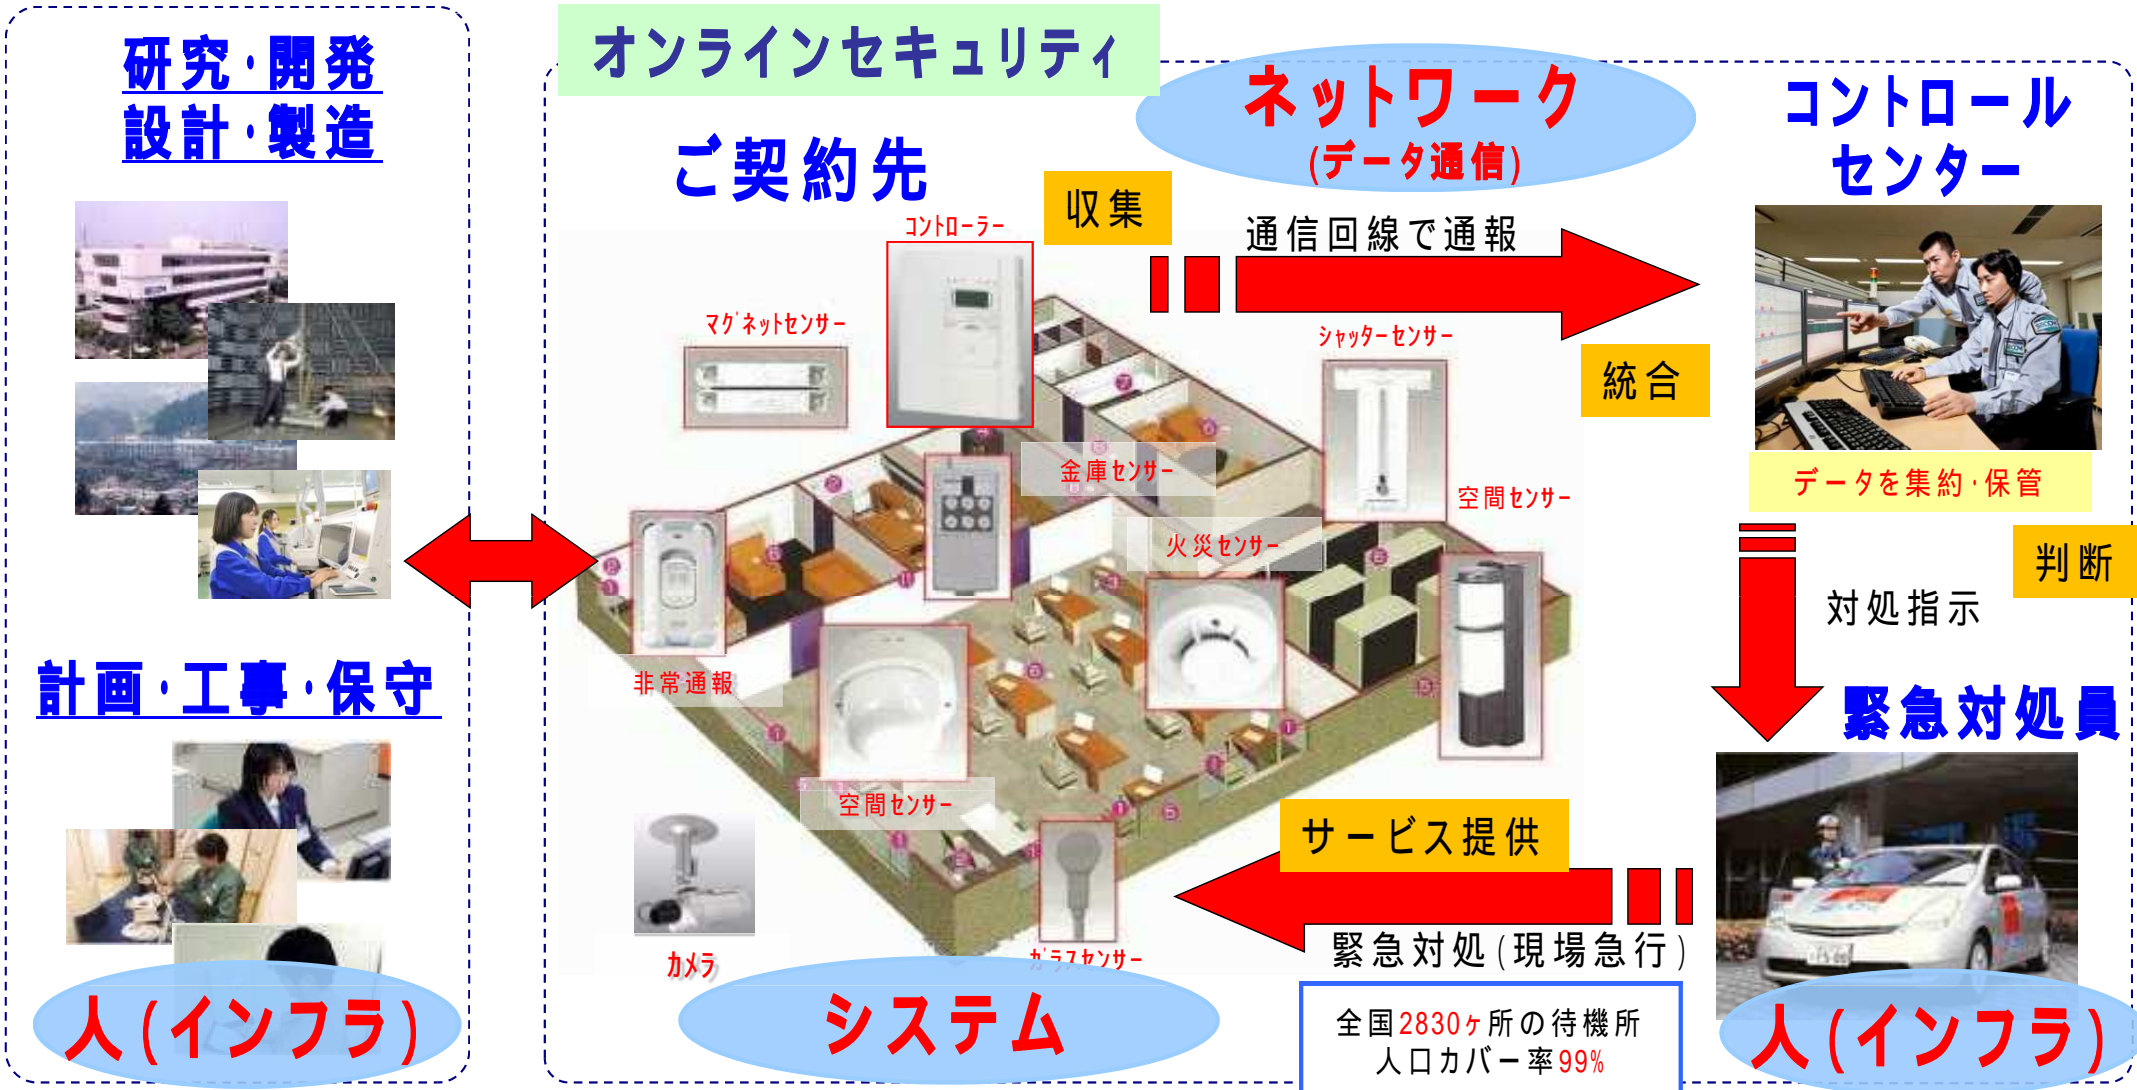 研究･開発
設計･製造
計画･工事･保守
人(インフラ)
オンラインセキュリティ
ご契約先
ネットワーク
(データ通信)
コントロール
センター
収集
通信回線で通報
統合
コントローラー
マグネットセンサー
シャッターセンサー
金庫センサー
空間センサー
火災センサー
非常通報
空間センサー
カメラ
ガラスセンサー
システム
データを集約･保管
判断
対処指示
緊急対処員
サービス提供
緊急対処(現場急行)
全国2830ヶ所の待機所
人口カバー率99%
人(インフラ)